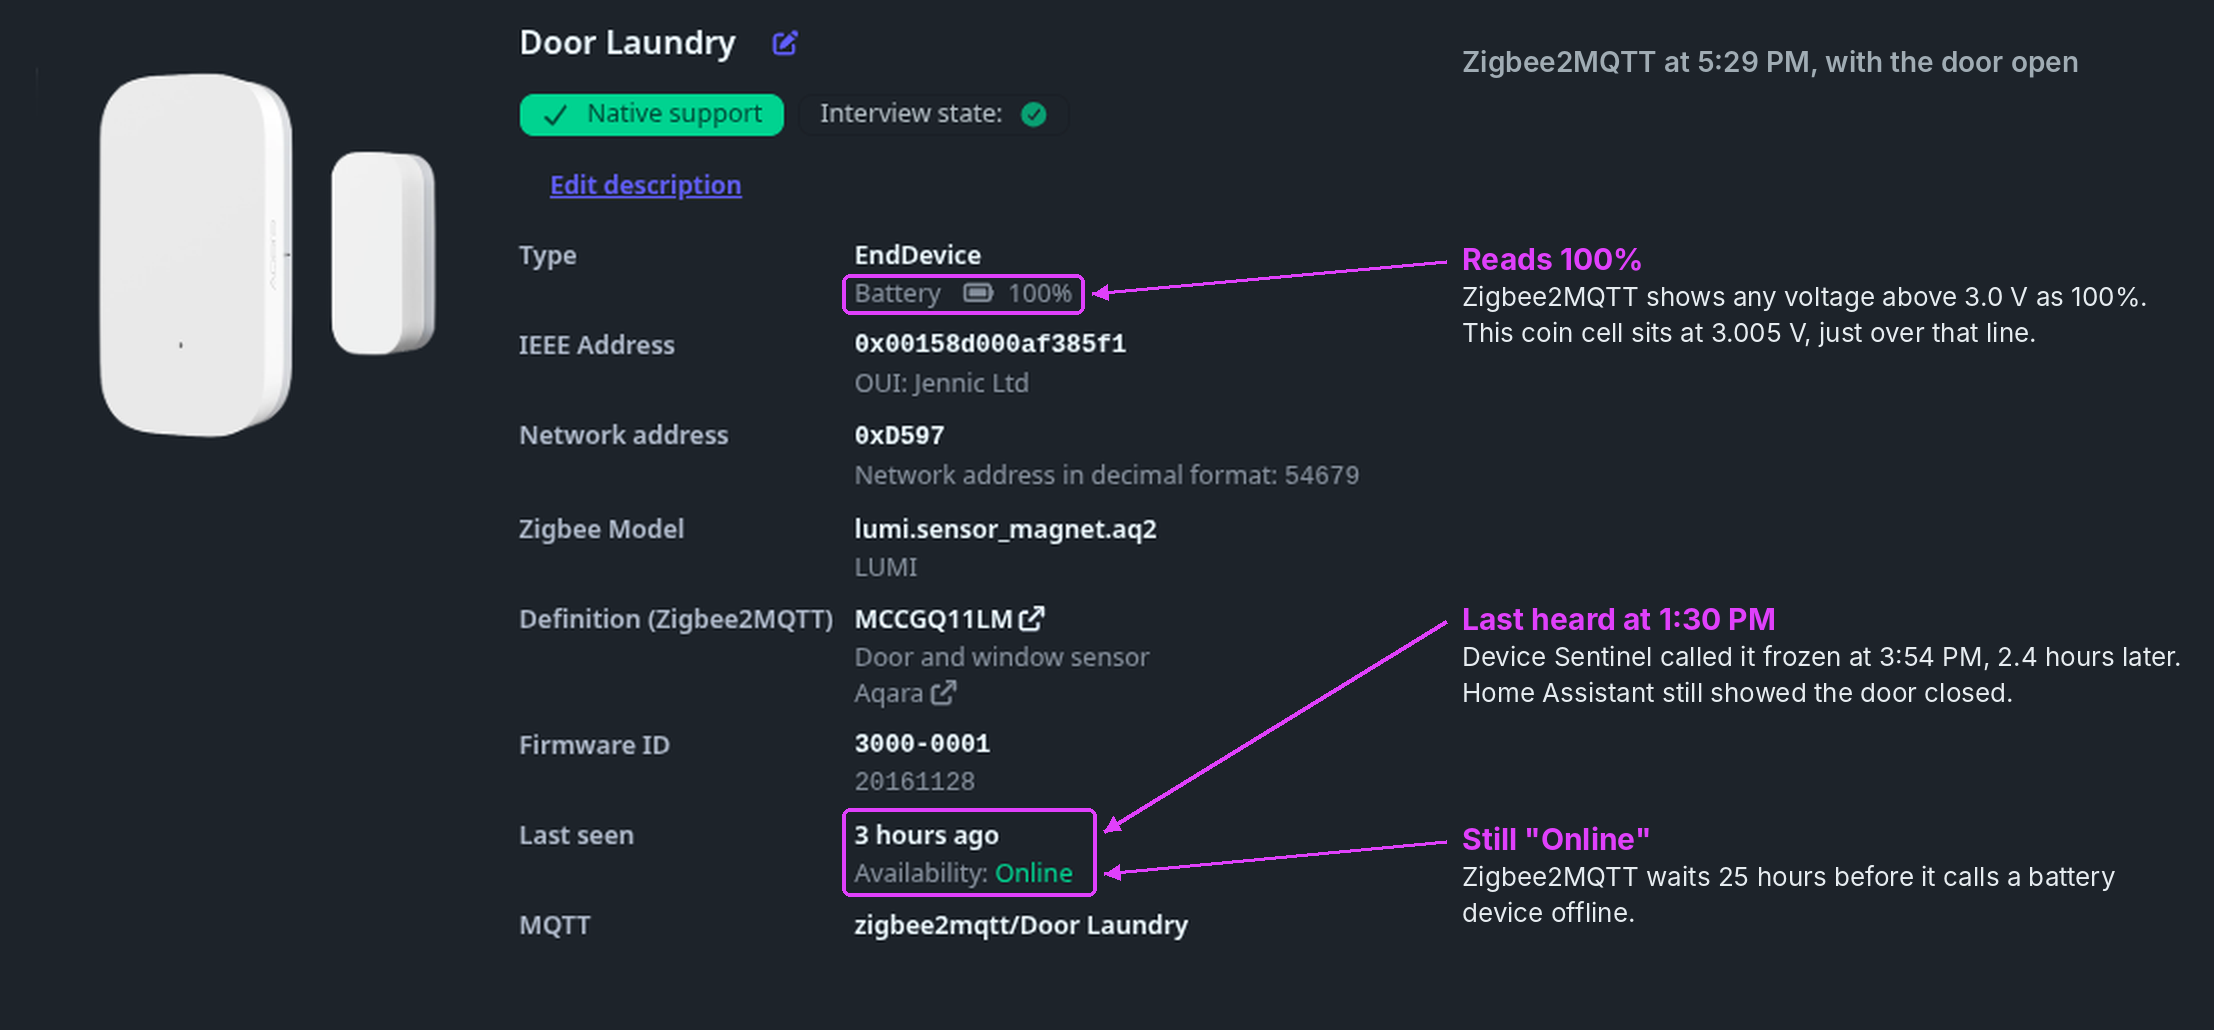 Door Laundry
Zigbee2MQTT at 5:29 PM, with the door open
Native support
Interview state:
Edit description
Type
EndDevice
Battery 100%
Reads 100%
Zigbee2MQTT shows any voltage above 3.0 V as 100%.
This coin cell sits at 3.005 V, just over that line.
IEEE Address
0x00158d000af385f1
OUI: Jennic Ltd
Network address
0xD597
Network address in decimal format: 54679
Zigbee Model
lumi.sensor_magnet.aq2
LUMI
Definition (Zigbee2MQTT)
MCCGQ11LM
Door and window sensor
Aqara
Last heard at 1:30 PM
Device Sentinel called it frozen at 3:54 PM, 2.4 hours later.
Home Assistant still showed the door closed.
Firmware ID
3000-0001
20161128
Last seen
3 hours ago
Availability: Online
Still "Online"
Zigbee2MQTT waits 25 hours before it calls a battery
device offline.
MQTT
zigbee2mqtt/Door Laundry